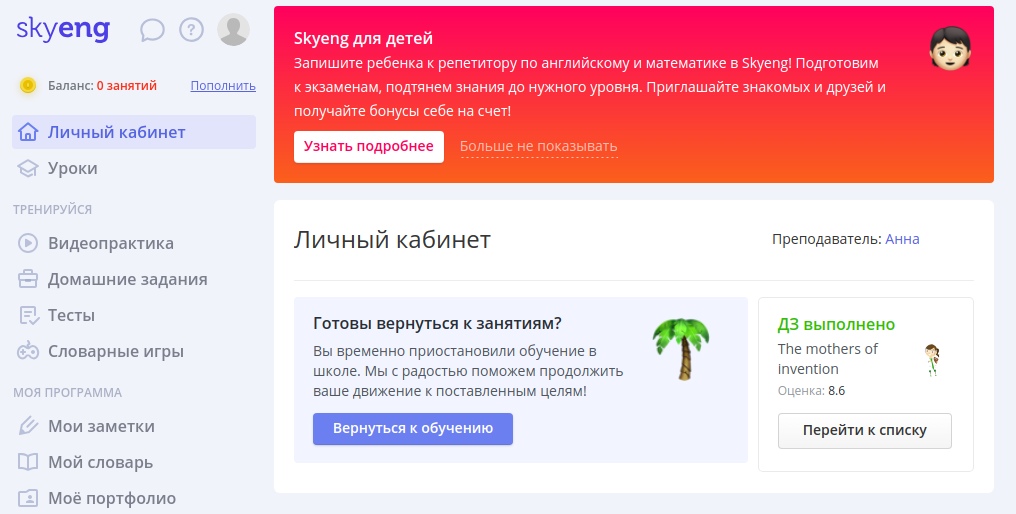 skyeng
?
Баланс: 0 занятий Пополнить
Личный кабинет
Уроки
ТРЕНИРУЙСЯ
Видеопрактика
Домашние задания
Тесты
Словарные игры
МОЯ ПРОГРАММА
Мои заметки
Мой словарь
Моё портфолио
Skyeng для детей
Запишите ребенка к репетитору по английскому и математике в Skyeng! Подготовим
к экзаменам, подтянем знания до нужного уровня. Приглашайте знакомых и друзей и
получайте бонусы себе на счет!
Узнать подробнее Больше не показывать
Личный кабинет
Преподаватель: Анна
Готовы вернуться к занятиям?
Вы временно приостановили обучение в
школе. Мы с радостью поможем продолжить
ваше движение к поставленным целям!
Вернуться к обучению
ДЗ выполнено
The mothers of
invention
Оценка: 8.6
Перейти к списку